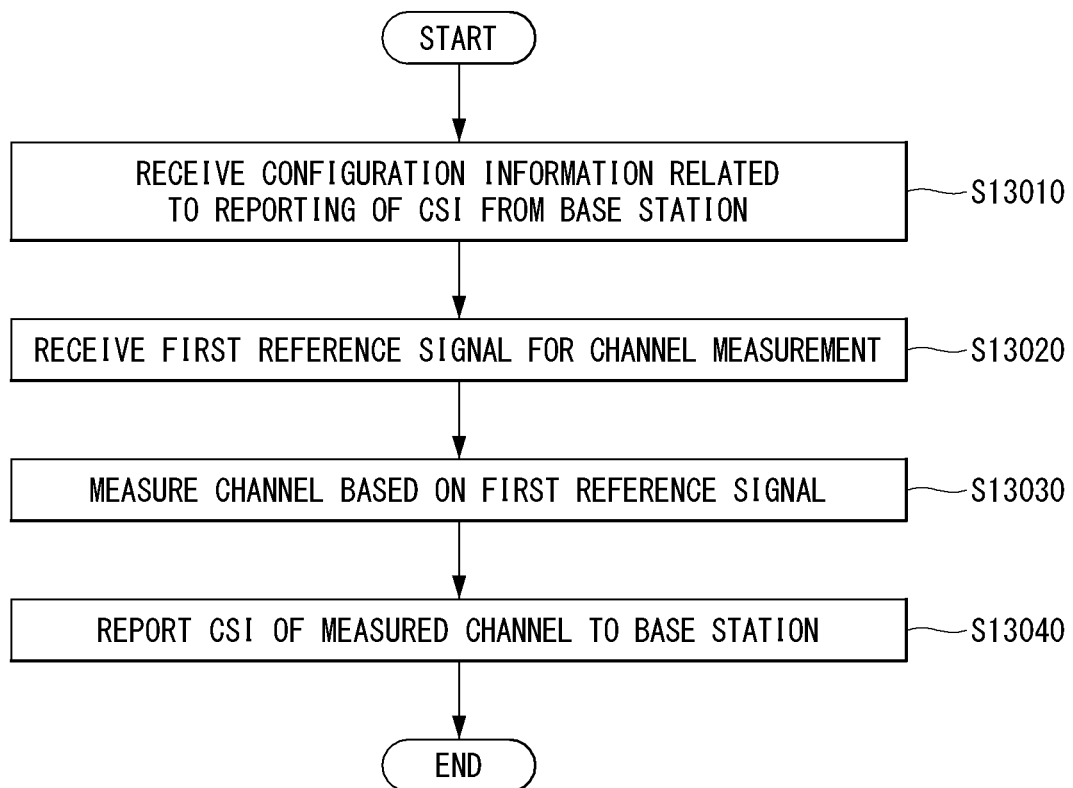 START
RECEIVE CONFIGURATION INFORMATION RELATED
TO REPORTING OF CSI FROM BASE STATION
S13010
RECEIVE FIRST REFERENCE SIGNAL FOR CHANNEL MEASUREMENT
S13020
MEASURE CHANNEL BASED ON FIRST REFERENCE SIGNAL
S13030
REPORT CSI OF MEASURED CHANNEL TO BASE STATION
S13040
END